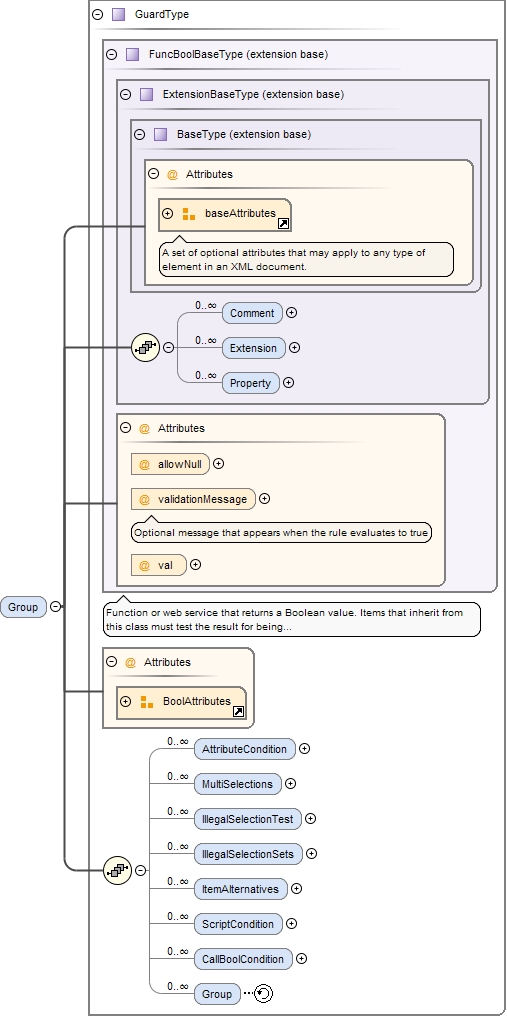 GuardType
FuncBoolBaseType (extension base)
ExtensionBaseType (extension base)
BaseType (extension base)
@ Attributes
baseAttributes
A set of optional attributes that may apply to any type of
element in an XML document.
0..∞
Comment
0..∞
Extension
0..∞
Property
@ Attributes
@ allowNull
@ validationMessage
Optional message that appears when the rule evaluates to true
@ val
Group
Function or web service that returns a Boolean value. Items that inherit from
this class must test the result for being...
@ Attributes
BoolAttributes
0..∞
AttributeCondition
0..∞
MultiSelections
0..∞
IllegalSelectionTest
0..∞
IllegalSelectionSets
0..∞
ItemAlternatives
0..∞
ScriptCondition
0..∞
CallBoolCondition
0..∞
Group